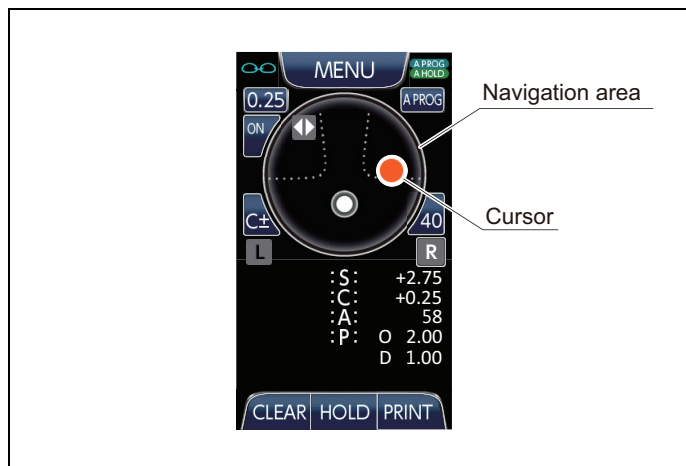 MENU
A PROG
A HOLD
0.25
A PROG
ON
C±
40
L
R
:S: +2.75
:C: +0.25
:A: 58
:P: O 2.00
D 1.00
CLEAR HOLD PRINT
Navigation area
Cursor